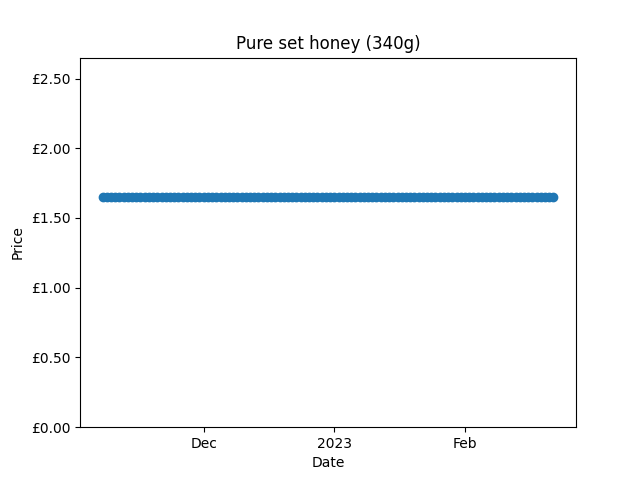 Pure set honey (340g)
£2.50
£2.00
£1.50
£1.00
£0.50
£0.00
Price
Dec 2023 Feb
Date